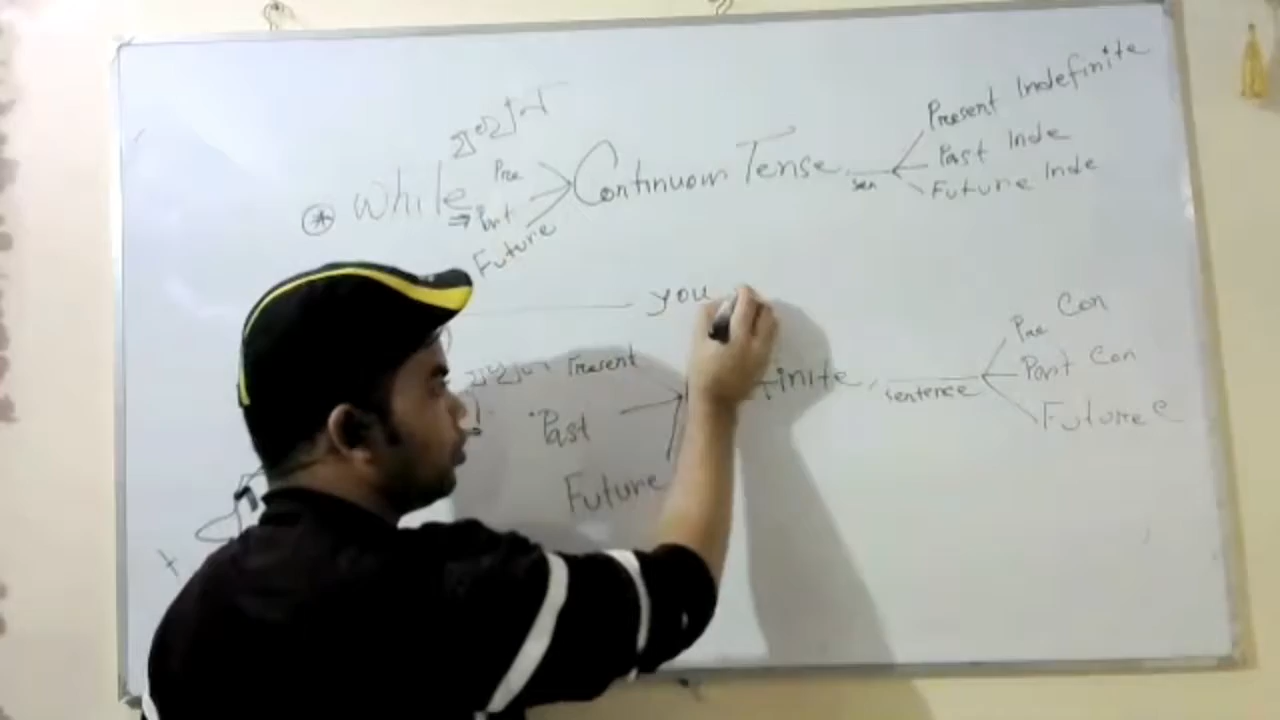 যখন
* While Pre Continuous Tense, sen Present Indefinite
Past Past Inde
Future Future Inde
you
Present inite, sentence Pre Con
Past Past Con
Future Future C